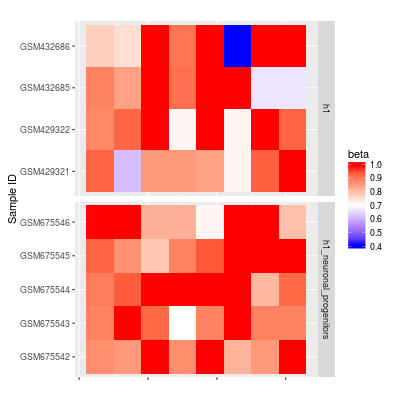 GSM432686
GSM432685
GSM429322
GSM429321
h1
GSM675546
GSM675545
GSM675544
GSM675543
GSM675542
h1_neuronal_progenitors
Sample ID
beta
1.0
0.9
0.8
0.7
0.6
0.5
0.4